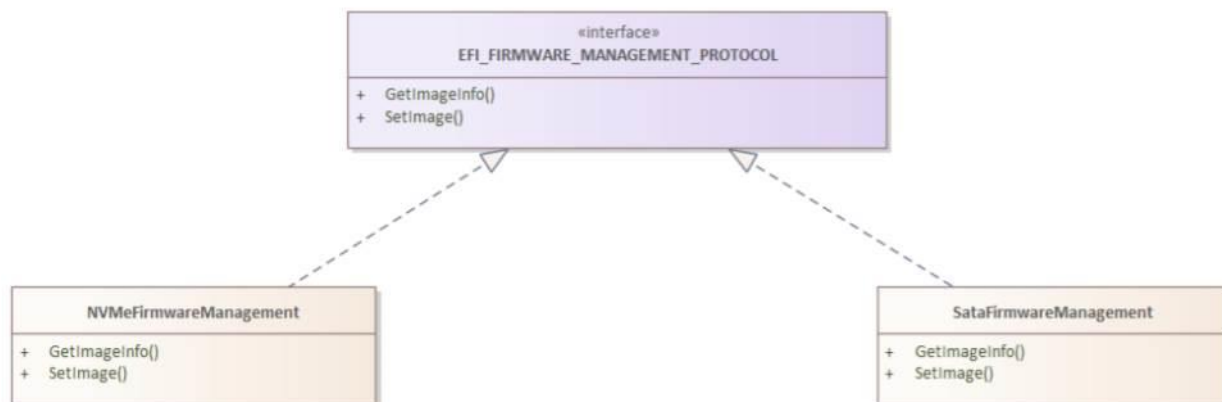 «interface»
EFI_FIRMWARE_MANAGEMENT_PROTOCOL
+ GetImageInfo()
+ SetImage()
NVMeFirmwareManagement
+ GetImageInfo()
+ SetImage()
SataFirmwareManagement
+ GetImageInfo()
+ SetImage()